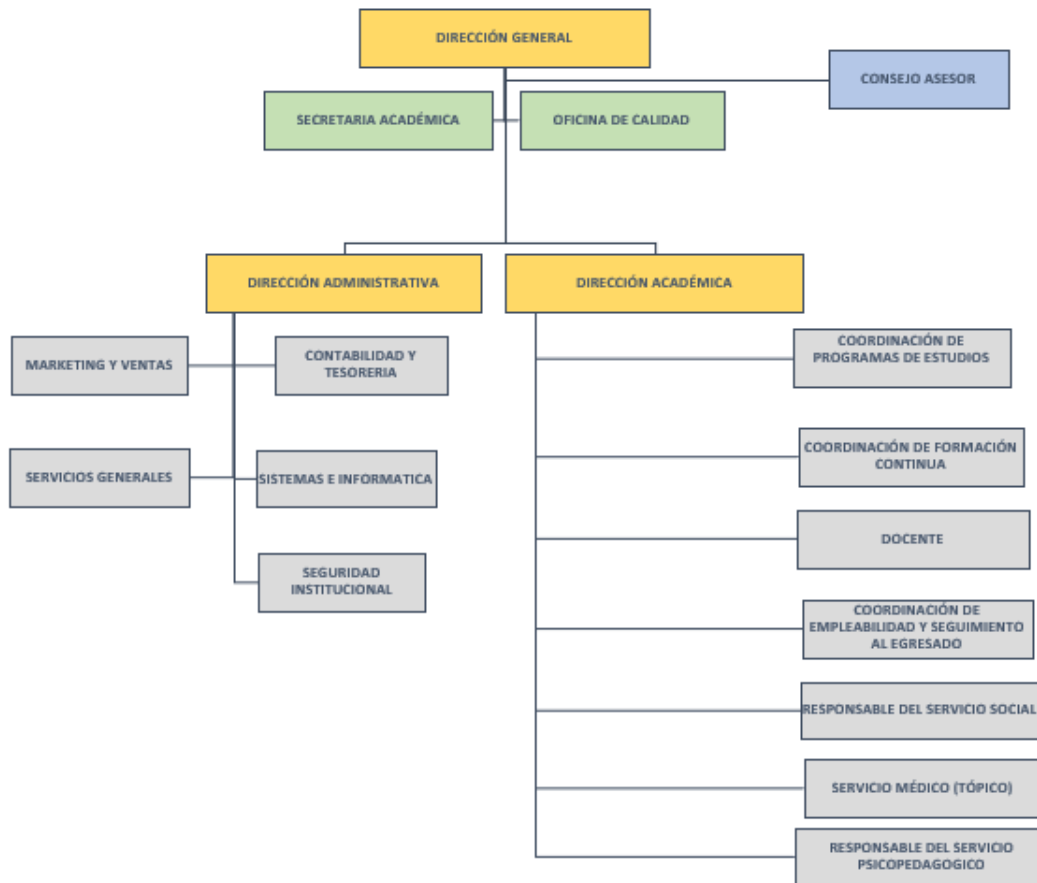 DIRECCIÓN GENERAL
CONSEJO ASESOR
SECRETARIA ACADÉMICA
OFICINA DE CALIDAD
DIRECCIÓN ADMINISTRATIVA
DIRECCIÓN ACADÉMICA
MARKETING Y VENTAS
CONTABILIDAD Y
TESORERIA
SERVICIOS GENERALES
SISTEMAS E INFORMATICA
SEGURIDAD
INSTITUCIONAL
COORDINACIÓN DE
PROGRAMAS DE ESTUDIOS
COORDINACIÓN DE FORMACIÓN
CONTINUA
DOCENTE
COORDINACIÓN DE
EMPLEABILIDAD Y SEGUIMIENTO
AL EGRESADO
RESPONSABLE DEL SERVICIO SOCIAL
SERVICIO MÉDICO (TÓPICO)
RESPONSABLE DEL SERVICIO
PSICOPEDAGOGICO